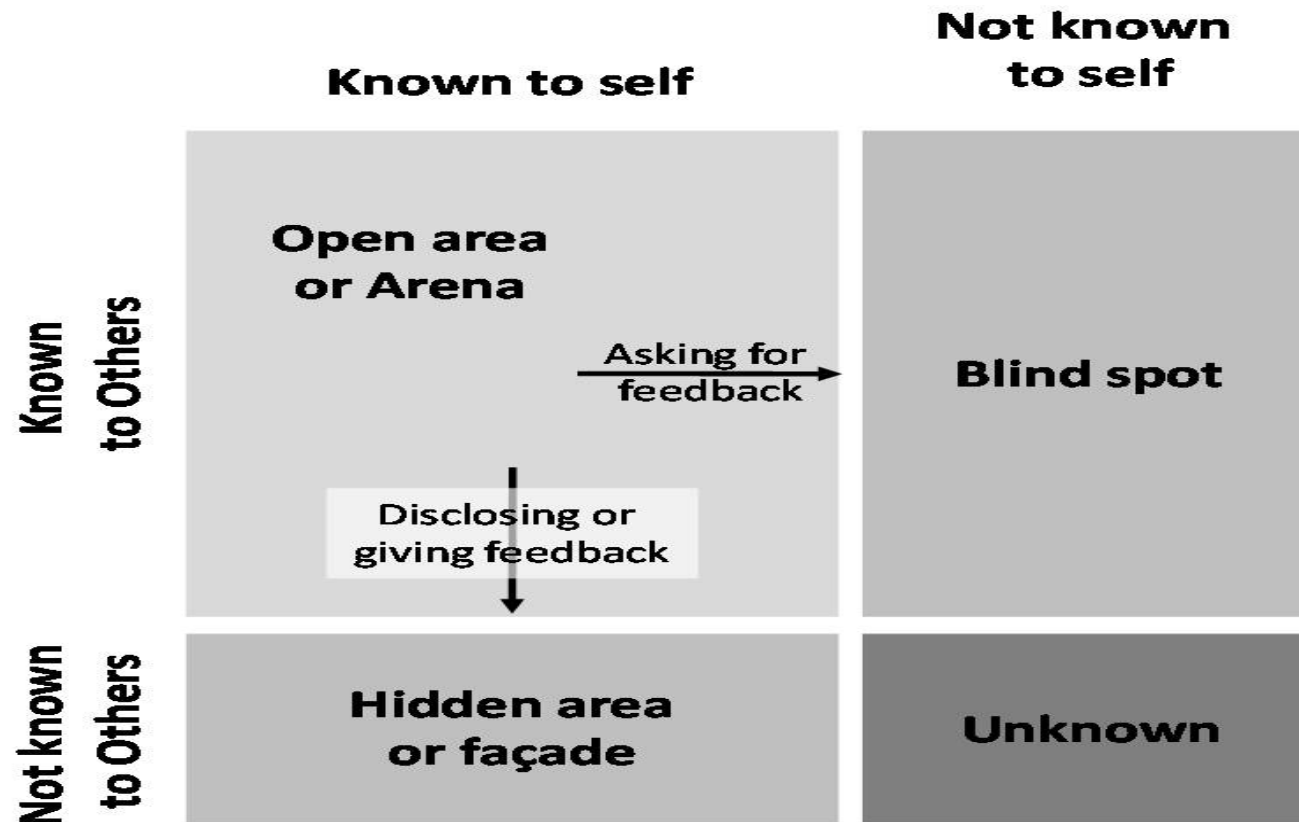 Not known
to self
Known to self
Known
to Others
Open area
or Arena
Asking for
feedback
Blind spot
Disclosing or
giving feedback
Not known
to Others
Hidden area
or façade
Unknown